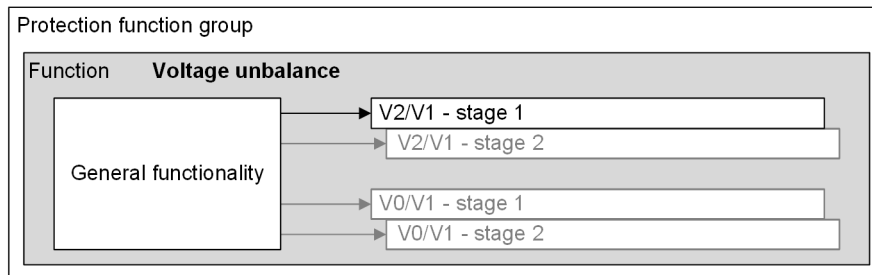 Protection function group
Function Voltage unbalance
V2/V1 - stage 1
V2/V1 - stage 2
General functionality
V0/V1 - stage 1
V0/V1 - stage 2